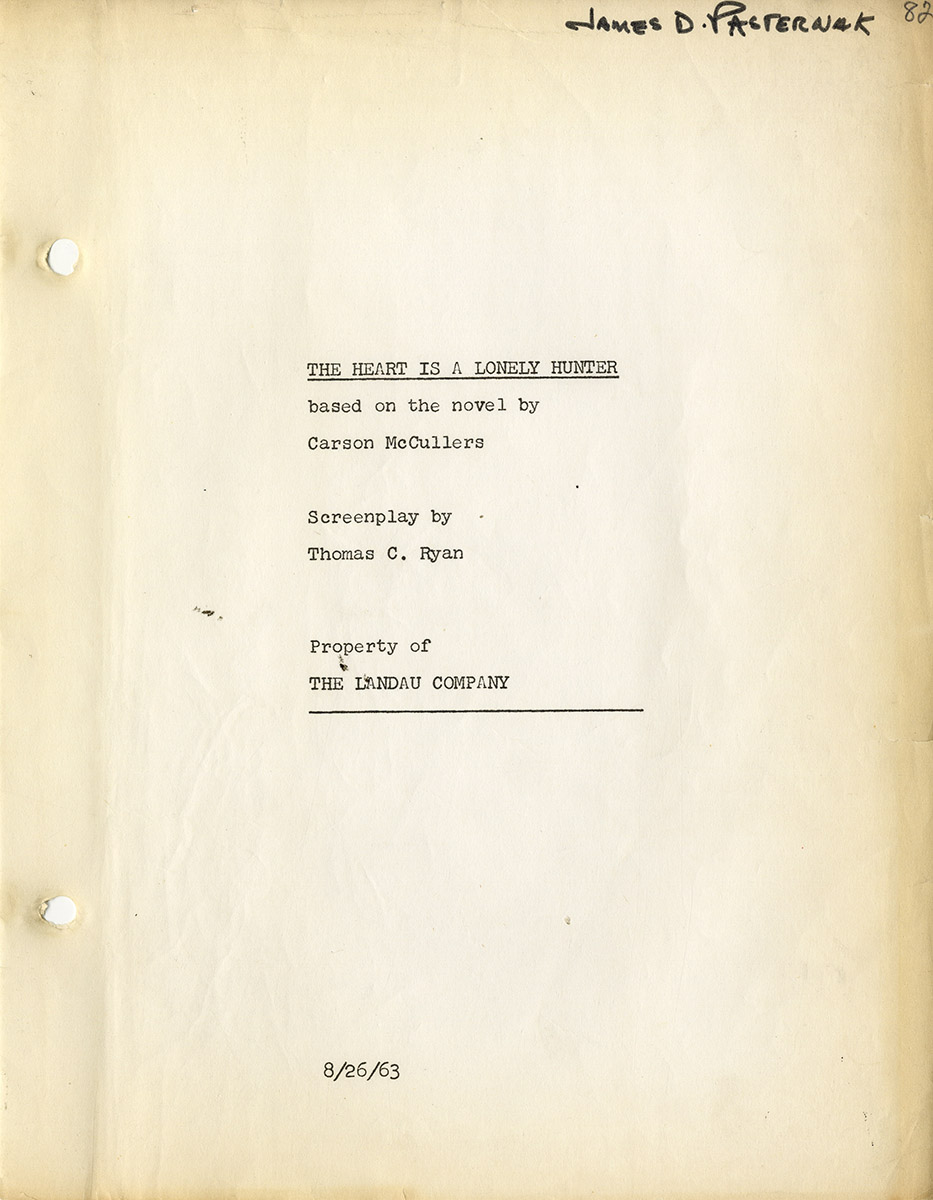 James D. Pasternak 82
THE HEART IS A LONELY HUNTER
based on the novel by
Carson McCullers
Screenplay by
Thomas C. Ryan
Property of
THE LANDAU COMPANY
8/26/63